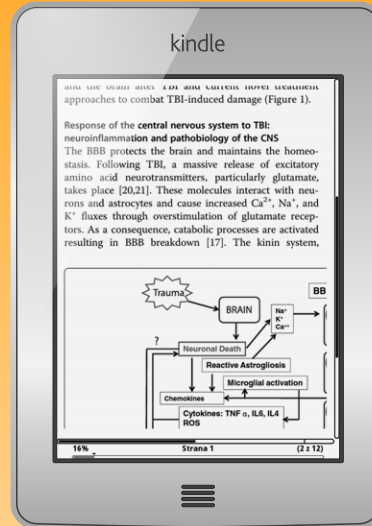 kindle
and the brain after TBI and current novel treatment
approaches to combat TBI-induced damage (Figure 1).
Response of the central nervous system to TBI:
neuroinflammation and pathobiology of the CNS
The BBB protects the brain and maintains the homeo-
stasis. Following TBI, a massive release of excitatory
amino acid neurotransmitters, particularly glutamate,
takes place [20,21]. These molecules interact with neu-
rons and astrocytes and cause increased Ca²⁺, Na⁺, and
K⁺ fluxes through overstimulation of glutamate recep-
tors. As a consequence, catabolic processes are activated
resulting in BBB breakdown [17]. The kinin system,
Trauma
BRAIN
Na⁺
K⁺
Ca⁺⁺
BB
?
Neuronal Death
Reactive Astrogliosis
Microglial activation
Chemokines
Cytokines: TNF α, IL6, IL4
ROS
16% Strana 1 (2 z 12)